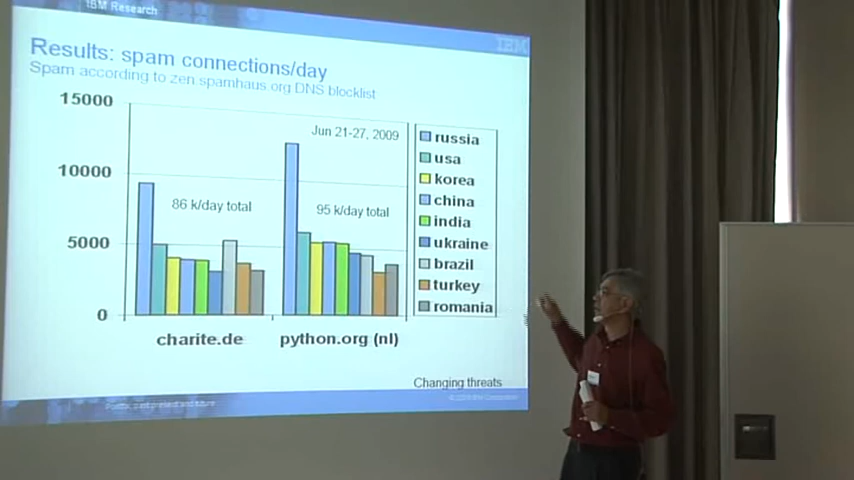 IBM Research
IBM
Results: spam connections/day
Spam according to zen spamhaus org DNS blocklist
15000
10000
5000
0
Jun 21-27, 2009
86 k/day total
95 k/day total
russia
usa
korea
china
india
ukraine
brazil
turkey
romania
charite.de
python.org (nl)
Changing threats